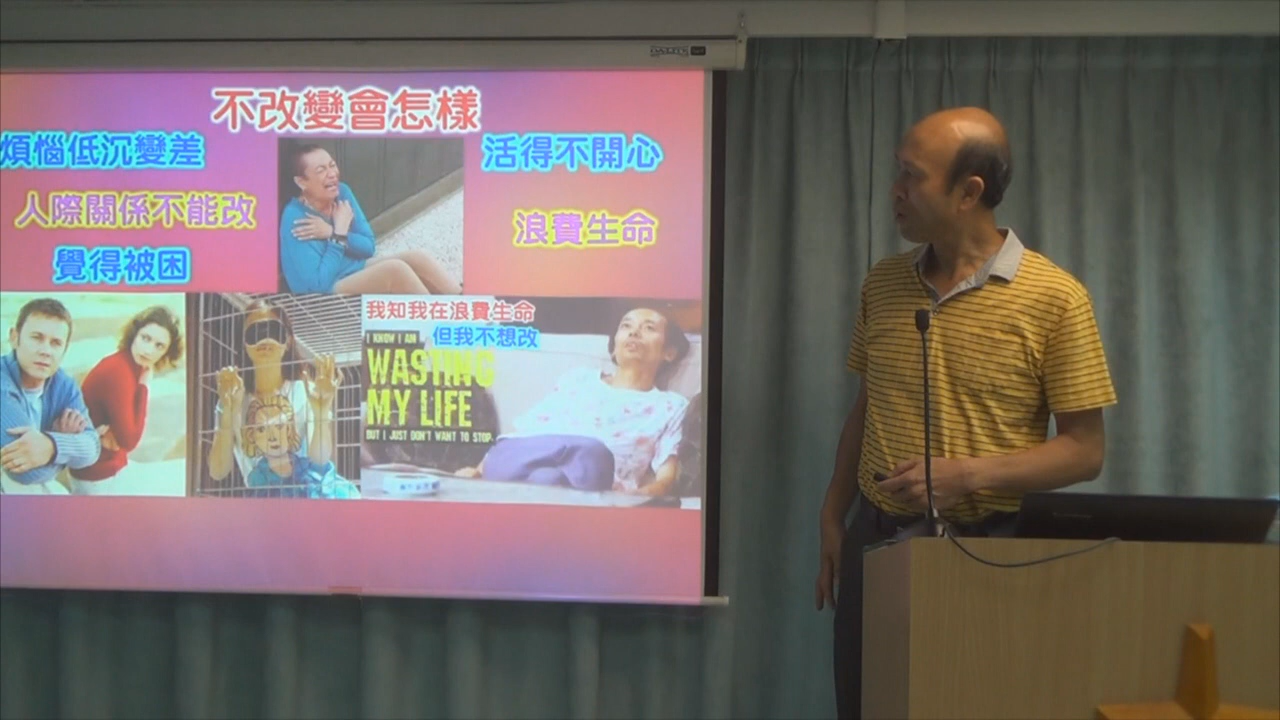 不改變會怎樣
煩惱低沉變差
活得不開心
人際關係不能改
浪費生命
覺得被困
我知我在浪費生命
但我不想改
I KNOW I AM
WASTING
MY LIFE
BUT I JUST DON'T WANT TO STOP.